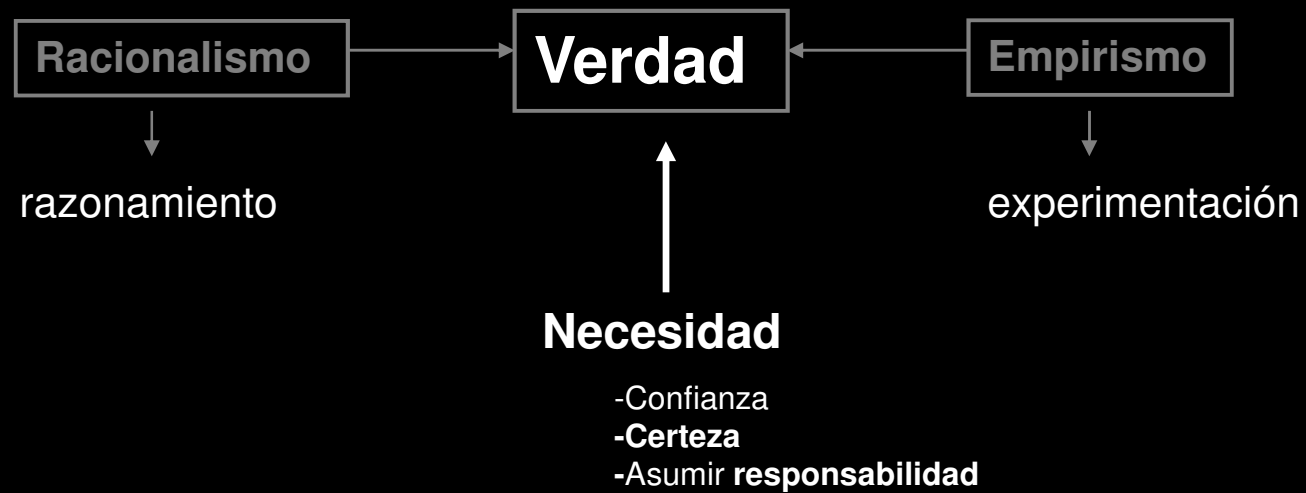 Racionalismo
Verdad
Empirismo
razonamiento
experimentación
Necesidad
-Confianza
-Certeza
-Asumir responsabilidad